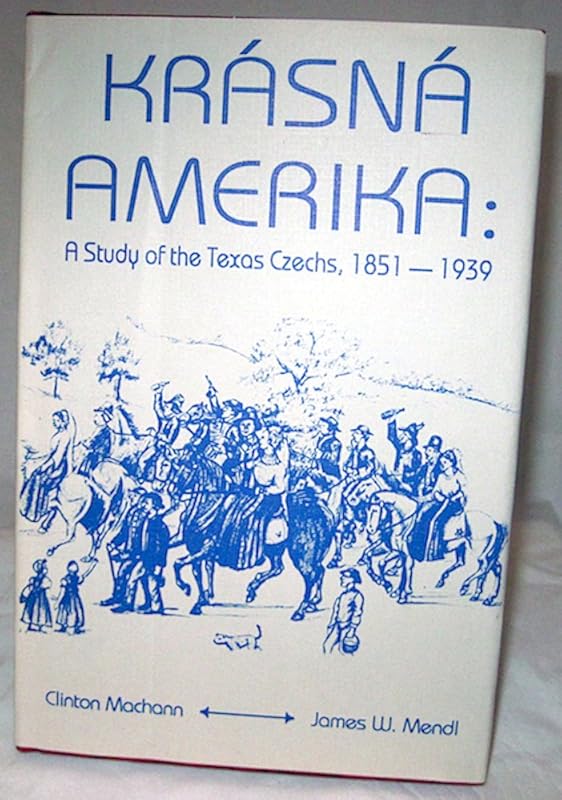 KRÁSNÁ
AMERIKA:
A Study of the Texas Czechs, 1851—1939
Clinton Machann
James W. Mendl